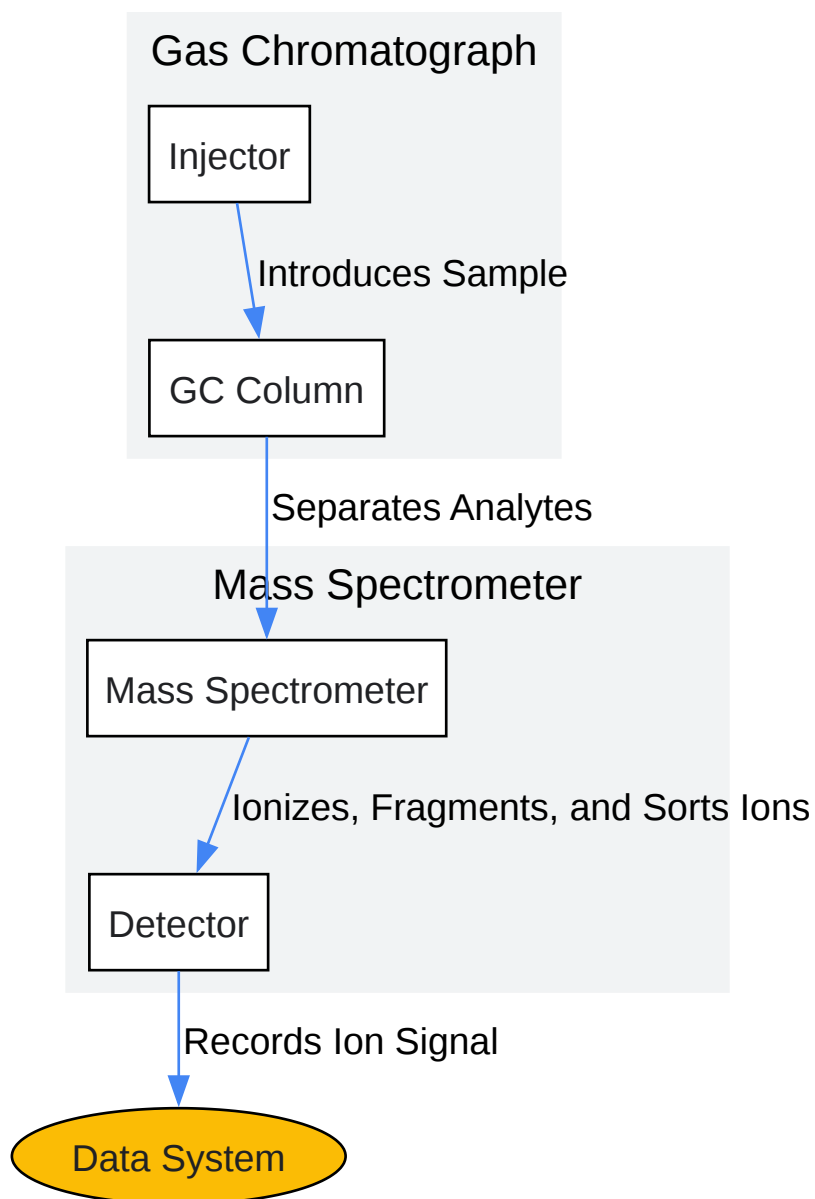 Gas Chromatograph
Injector
Introduces Sample
GC Column
Separates Analytes
Mass Spectrometer
Mass Spectrometer
Ionizes, Fragments, and Sorts Ions
Detector
Records Ion Signal
Data System